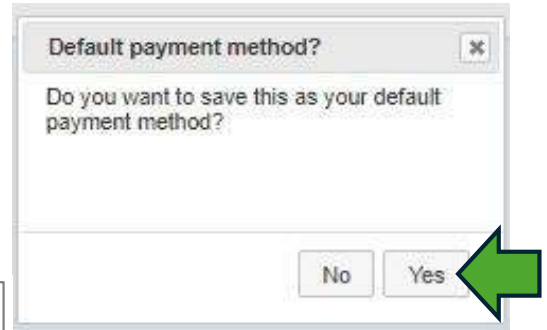 Default payment method?
Do you want to save this as your default
payment method?
No Yes